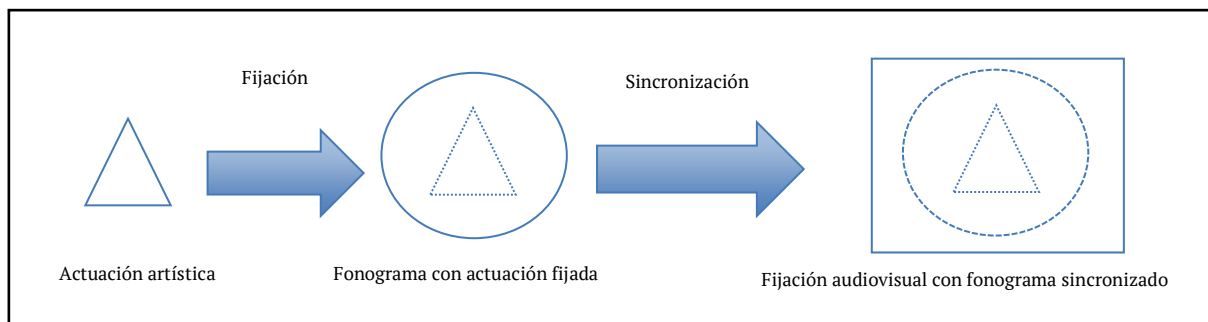 Fijación
Sincronización
Actuación artística
Fonograma con actuación fijada
Fijación audiovisual con fonograma sincronizado